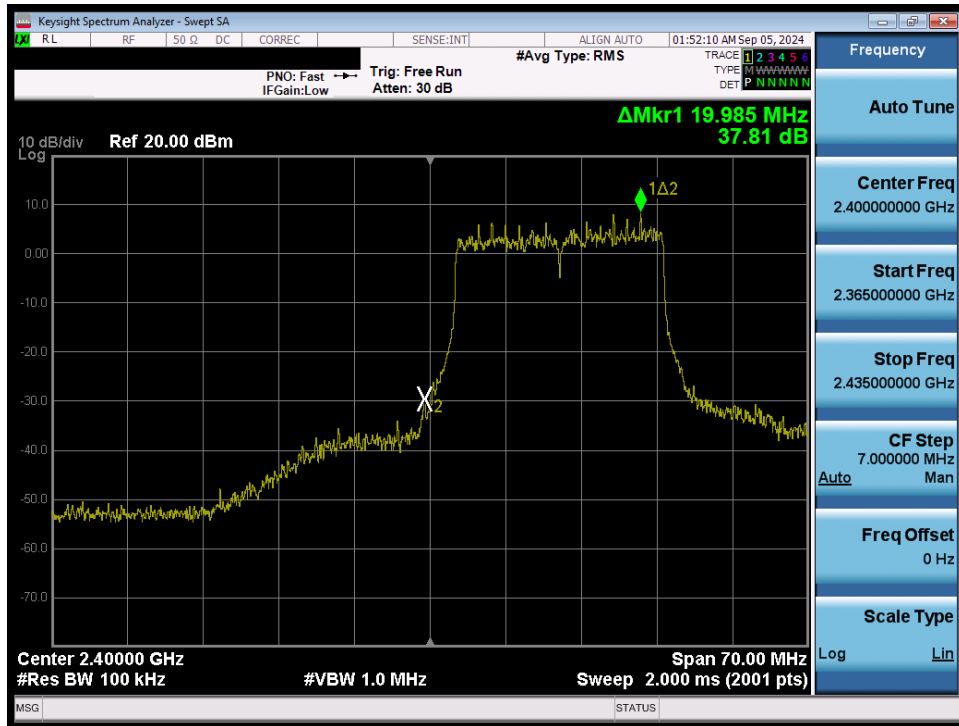 LXI Keysight Spectrum Analyzer - Swept SA
RL RF 50 Ω DC CORREC SENSE:INT ALIGN AUTO 01:52:10 AM Sep 05, 2024
PNO: Fast Trig: Free Run #Avg Type: RMS TRACE 1 2 3 4 5 6
IFGain:Low Atten: 30 dB TYPE M WWWWW
DET P N N N N N
ΔMkr1 19.985 MHz
37.81 dB
10 dB/div Ref 20.00 dBm
Log
10.0
0.00
-10.0
-20.0
-30.0
-40.0
-50.0
-60.0
-70.0
1Δ2
X2
Center 2.40000 GHz Span 70.00 MHz
#Res BW 100 kHz #VBW 1.0 MHz Sweep 2.000 ms (2001 pts)
MSG STATUS
Frequency
Auto Tune
Center Freq
2.400000000 GHz
Start Freq
2.365000000 GHz
Stop Freq
2.435000000 GHz
CF Step
7.000000 MHz
Auto Man
Freq Offset
0 Hz
Scale Type
Log Lin